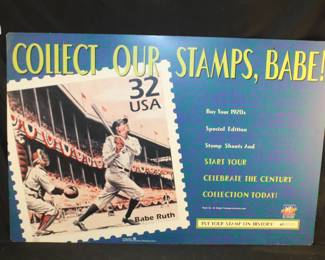 COLLECT OUR STAMPS, BABE!
32
USA
Buy Your 1920s
Special Edition
Stamp Sheets And
START YOUR
CELEBRATE THE CENTURY
COLLECTION TODAY!
Babe Ruth
PUT YOUR STAMP ON HISTORY